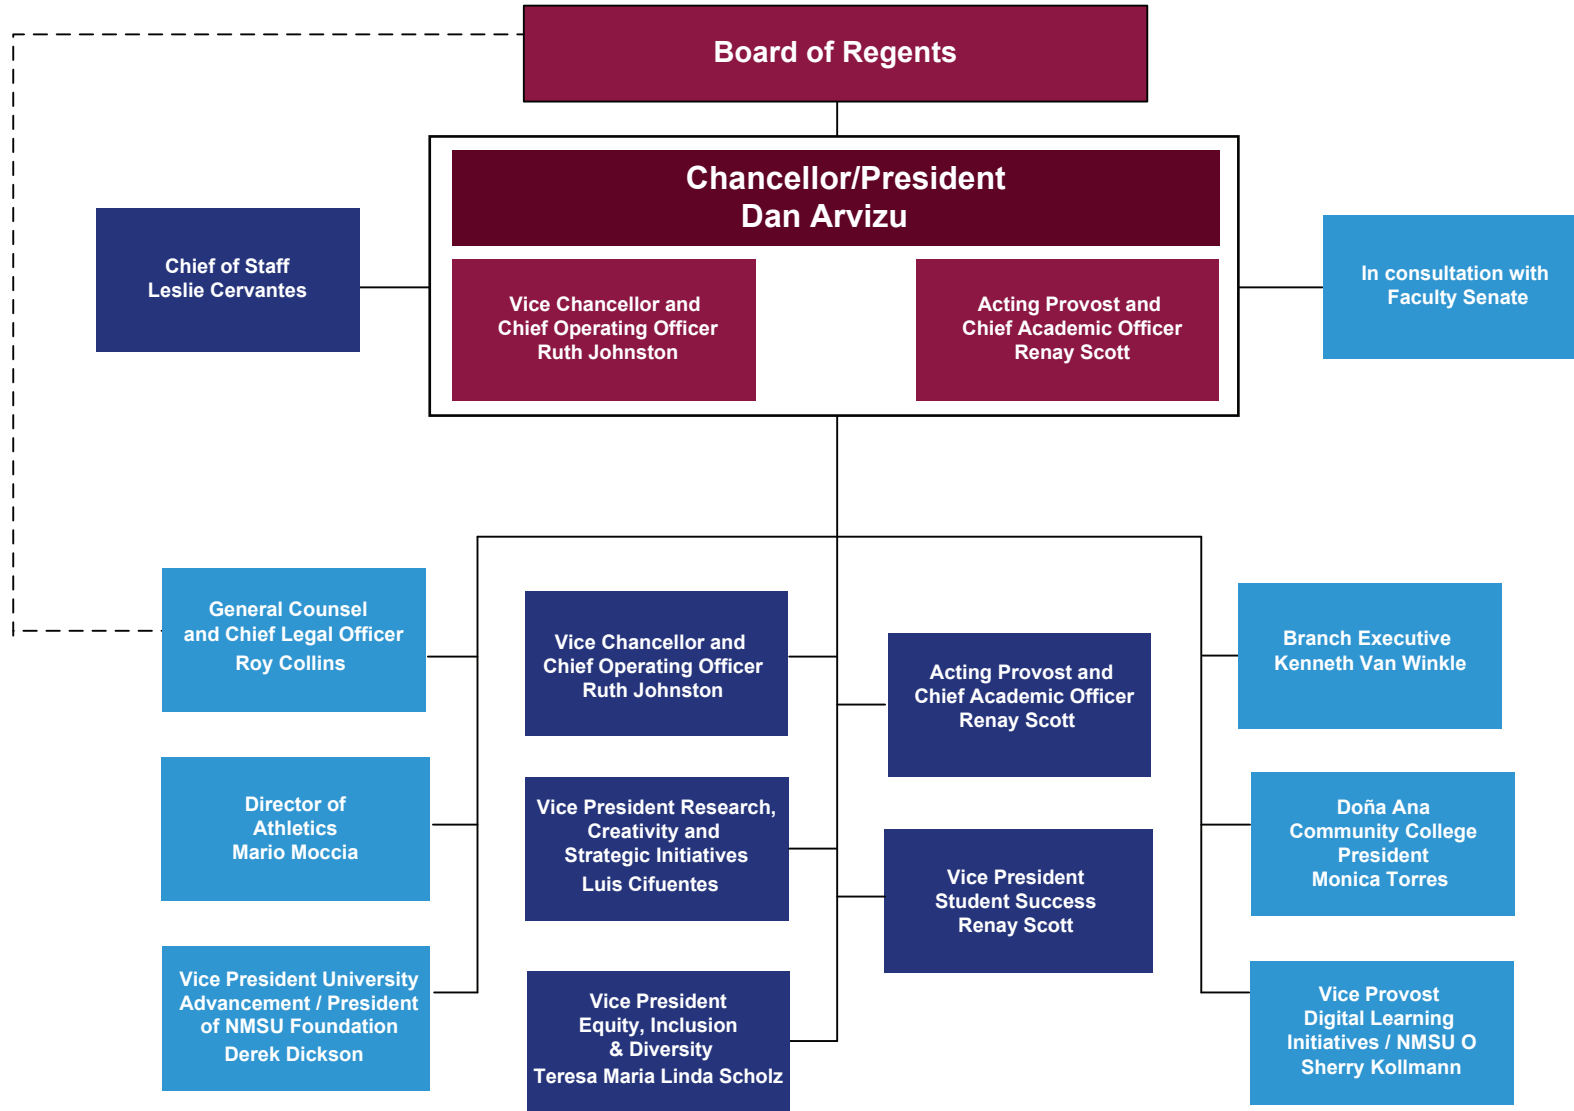 Board of Regents
Chancellor/President
Dan Arvizu
Chief of Staff
Leslie Cervantes
Vice Chancellor and
Chief Operating Officer
Ruth Johnston
Acting Provost and
Chief Academic Officer
Renay Scott
In consultation with
Faculty Senate
General Counsel
and Chief Legal Officer
Roy Collins
Vice Chancellor and
Chief Operating Officer
Ruth Johnston
Acting Provost and
Chief Academic Officer
Renay Scott
Branch Executive
Kenneth Van Winkle
Director of
Athletics
Mario Moccia
Vice President Research,
Creativity and
Strategic Initiatives
Luis Cifuentes
Vice President
Student Success
Renay Scott
Doña Ana
Community College
President
Monica Torres
Vice President University
Advancement / President
of NMSU Foundation
Derek Dickson
Vice President
Equity, Inclusion
& Diversity
Teresa Maria Linda Scholz
Vice Provost
Digital Learning
Initiatives / NMSU O
Sherry Kollmann